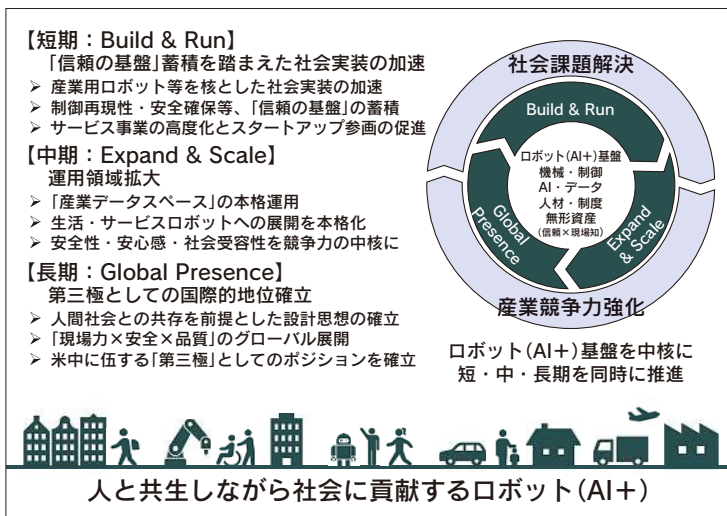 【短期：Build & Run】
「信頼の基盤」蓄積を踏まえた社会実装の加速
➢ 産業用ロボット等を核とした社会実装の加速
➢ 制御再現性・安全確保等、「信頼の基盤」の蓄積
➢ サービス事業の高度化とスタートアップ参画の促進
【中期：Expand & Scale】
運用領域拡大
➢ 「産業データスペース」の本格運用
➢ 生活・サービスロボットへの展開を本格化
➢ 安全性・安心感・社会受容性を競争力の中核に
【長期：Global Presence】
第三極としての国際的地位確立
➢ 人間社会との共存を前提とした設計思想の確立
➢ 「現場力×安全×品質」のグローバル展開
➢ 米中に伍する「第三極」としてのポジションを確立
社会課題解決
Build & Run
ロボット(AI+)基盤
機械・制御
AI・データ
人材・制度
無形資産
(信頼×現場知)
Global
Presence
Expand
& Scale
産業競争力強化
ロボット(AI+)基盤を中核に
短・中・長期を同時に推進
人と共生しながら社会に貢献するロボット(AI+)